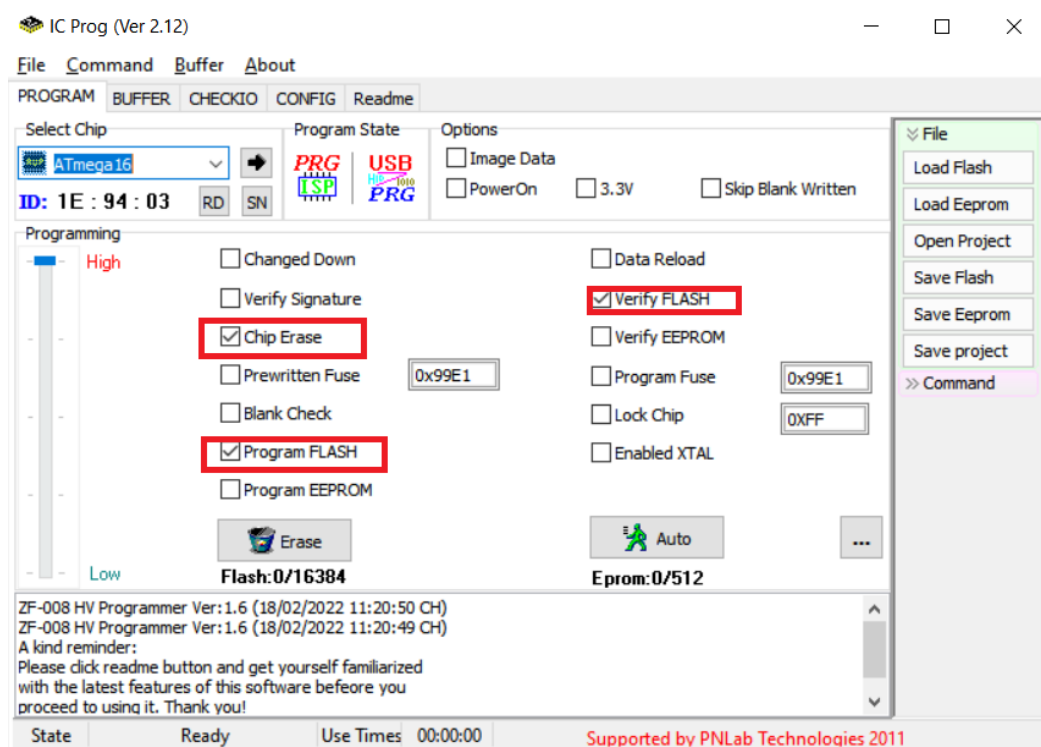 IC Prog (Ver 2.12)
File Command Buffer About
PROGRAM BUFFER CHECKIO CONFIG Readme
Select Chip Program State Options
ATmega16 PRG ISP USB HID 1010 PRG Image Data
PowerOn 3.3V Skip Blank Written
ID: 1E : 94 : 03 RD SN
Programming
High Changed Down Data Reload
Verify Signature Verify FLASH
Chip Erase Verify EEPROM
Prewritten Fuse 0x99E1 Program Fuse 0x99E1
Blank Check Lock Chip 0XFF
Program FLASH Enabled XTAL
Program EEPROM
Erase Auto ...
Low Flash:0/16384 Eprom:0/512
File
Load Flash
Load Eeprom
Open Project
Save Flash
Save Eeprom
Save project
Command
ZF-008 HV Programmer Ver:1.6 (18/02/2022 11:20:50 CH)
ZF-008 HV Programmer Ver:1.6 (18/02/2022 11:20:49 CH)
A kind reminder:
Please click readme button and get yourself familiarized
with the latest features of this software befeore you
proceed to using it. Thank you!
State Ready Use Times 00:00:00 Supported by PNLab Technologies 2011